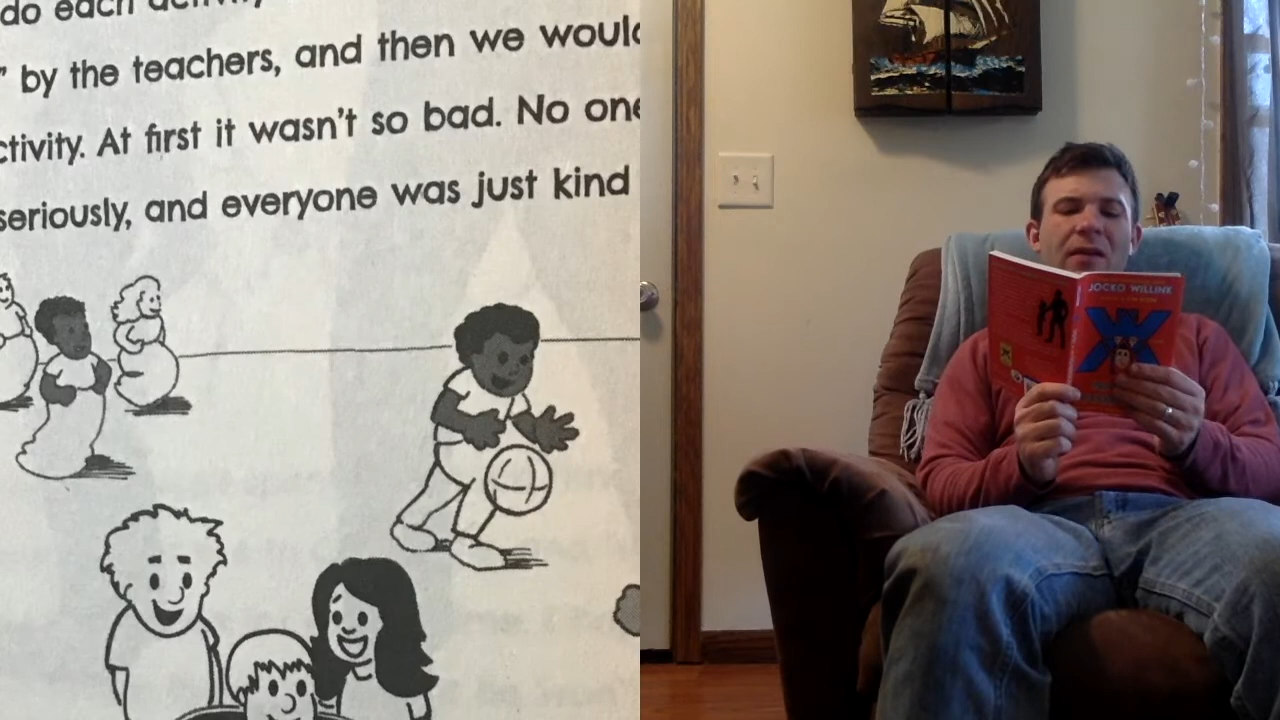 do each activity
" by the teachers, and then we would
ctivity. At first it wasn't so bad. No one
seriously, and everyone was just kind
JOCKO WILLINK